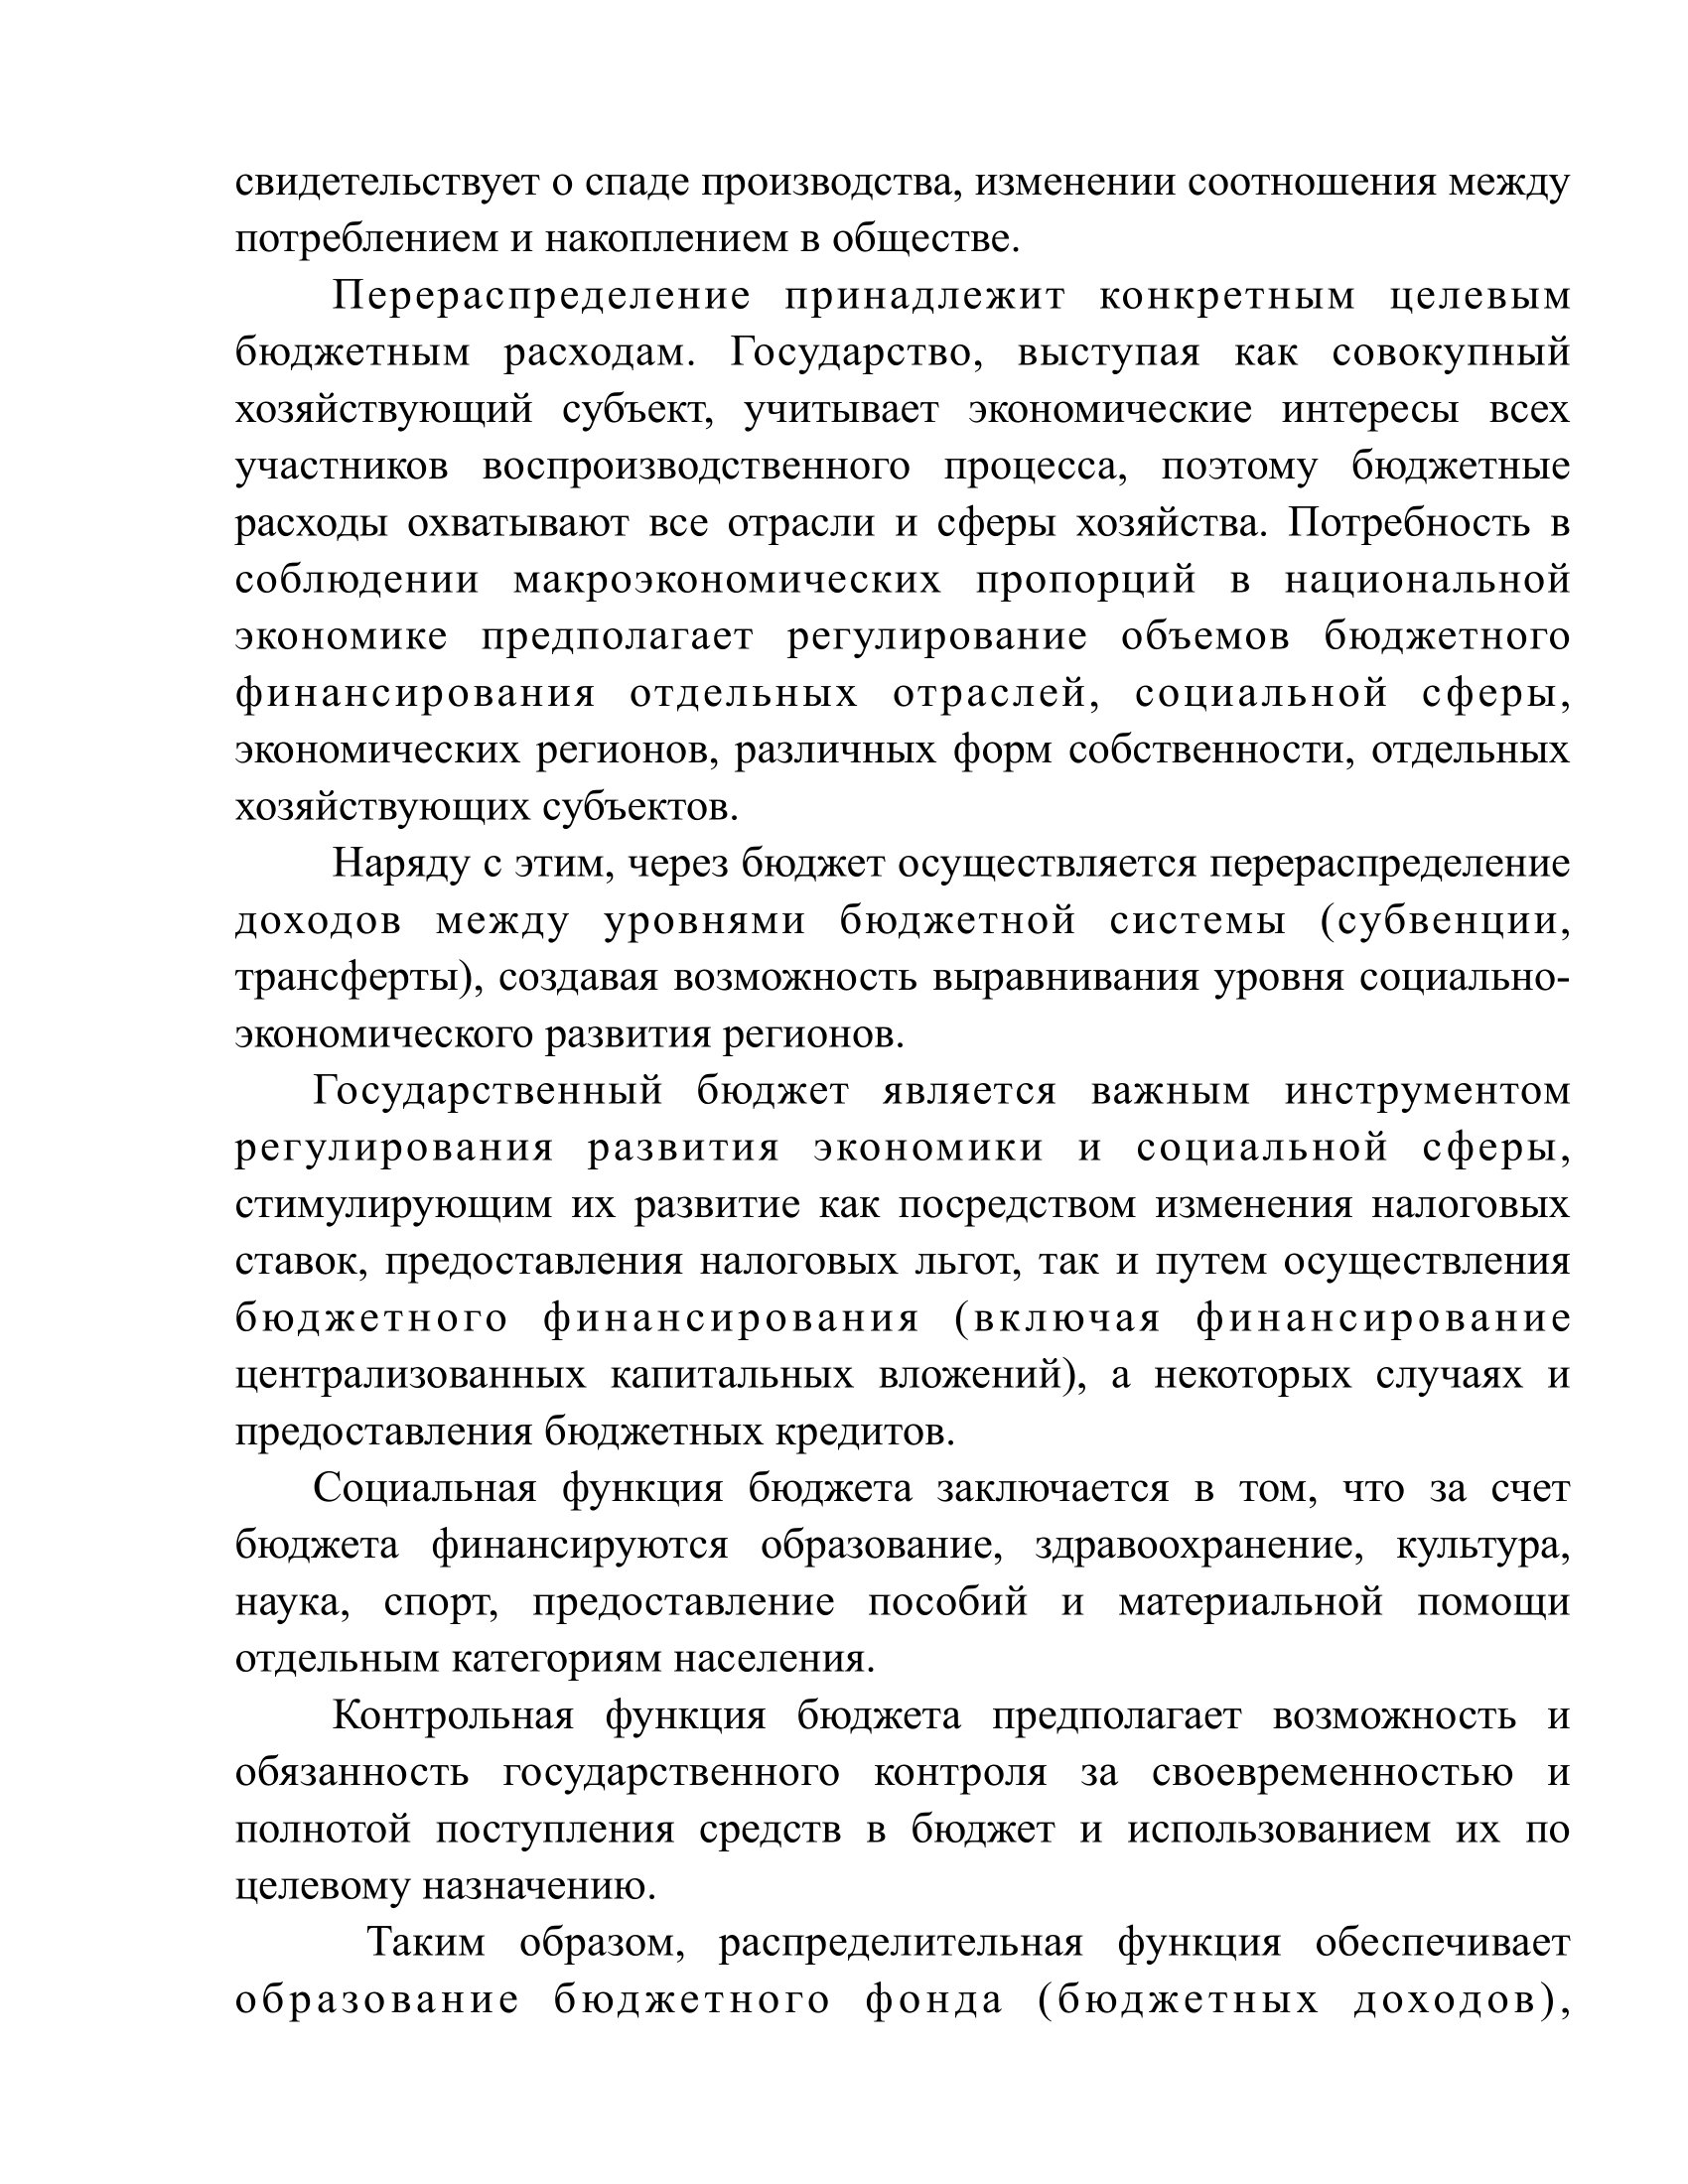 свидетельствует о спаде производства, изменении соотношения между
потреблением и накоплением в обществе.
Перераспределение принадлежит конкретным целевым
бюджетным расходам. Государство, выступая как совокупный
хозяйствующий субъект, учитывает экономические интересы всех
участников воспроизводственного процесса, поэтому бюджетные
расходы охватывают все отрасли и сферы хозяйства. Потребность в
соблюдении макроэкономических пропорций в национальной
экономике предполагает регулирование объемов бюджетного
финансирования отдельных отраслей, социальной сферы,
экономических регионов, различных форм собственности, отдельных
хозяйствующих субъектов.
Наряду с этим, через бюджет осуществляется перераспределение
доходов между уровнями бюджетной системы (субвенции,
трансферты), создавая возможность выравнивания уровня социально-
экономического развития регионов.
Государственный бюджет является важным инструментом
регулирования развития экономики и социальной сферы,
стимулирующим их развитие как посредством изменения налоговых
ставок, предоставления налоговых льгот, так и путем осуществления
бюджетного финансирования (включая финансирование
централизованных капитальных вложений), а некоторых случаях и
предоставления бюджетных кредитов.
Социальная функция бюджета заключается в том, что за счет
бюджета финансируются образование, здравоохранение, культура,
наука, спорт, предоставление пособий и материальной помощи
отдельным категориям населения.
Контрольная функция бюджета предполагает возможность и
обязанность государственного контроля за своевременностью и
полнотой поступления средств в бюджет и использованием их по
целевому назначению.
Таким образом, распределительная функция обеспечивает
образование бюджетного фонда (бюджетных доходов),